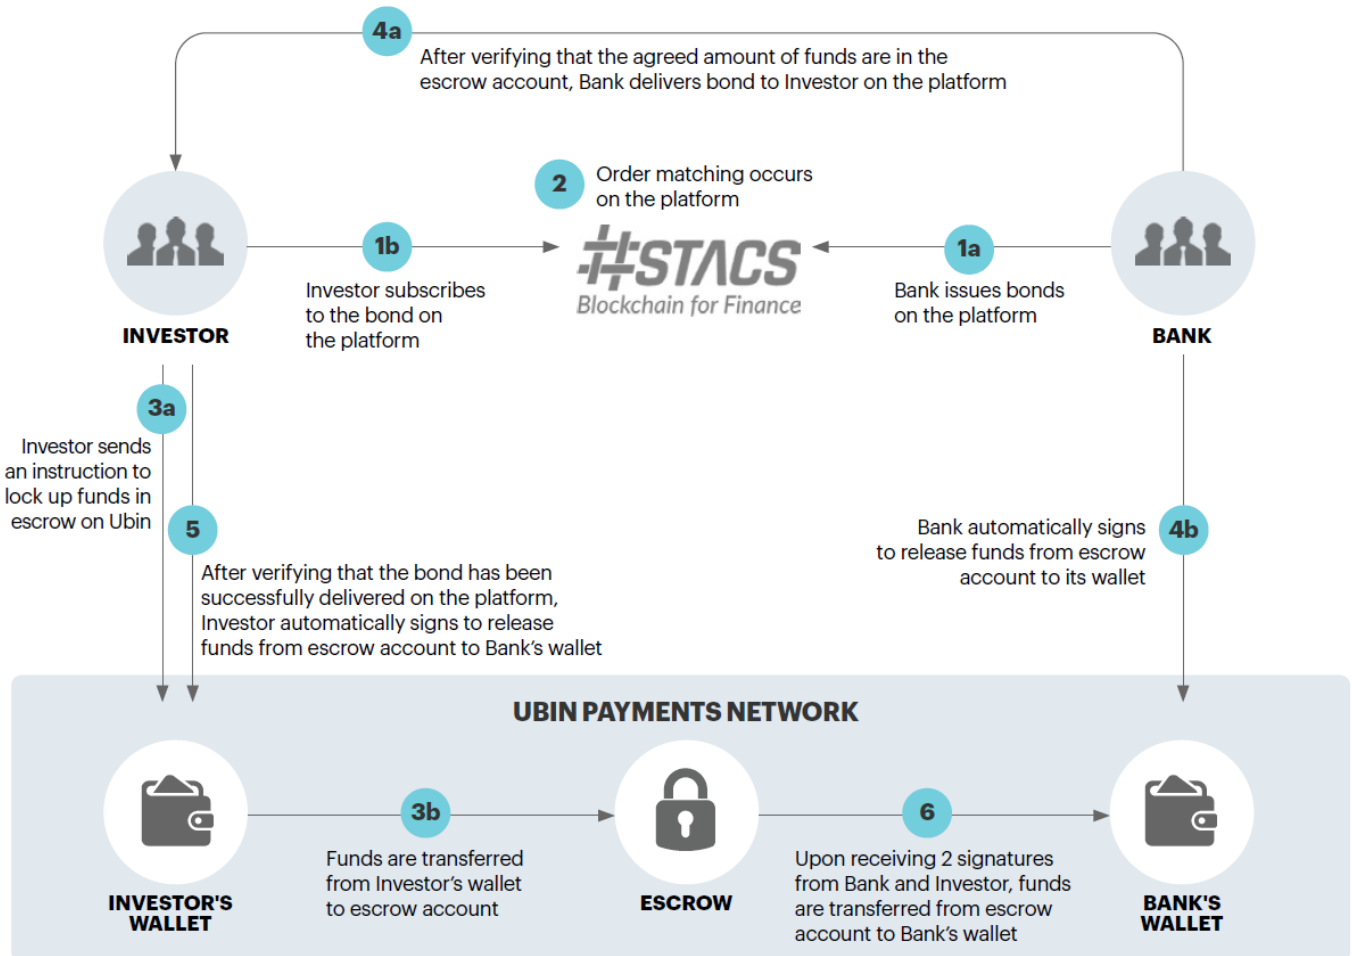 4a
After verifying that the agreed amount of funds are in the
escrow account, Bank delivers bond to Investor on the platform
2
Order matching occurs
on the platform
1b
#STACS
Blockchain for Finance
1a
Investor subscribes
to the bond on
the platform
Bank issues bonds
on the platform
INVESTOR
BANK
3a
Investor sends
an instruction to
lock up funds in
escrow on Ubin
5
After verifying that the bond has been
successfully delivered on the platform,
Investor automatically signs to release
funds from escrow account to Bank's wallet
Bank automatically signs
to release funds from escrow
account to its wallet
4b
UBIN PAYMENTS NETWORK
3b
6
Funds are transferred
from Investor's wallet
to escrow account
Upon receiving 2 signatures
from Bank and Investor, funds
are transferred from escrow
account to Bank's wallet
INVESTOR'S
WALLET
ESCROW
BANK'S
WALLET